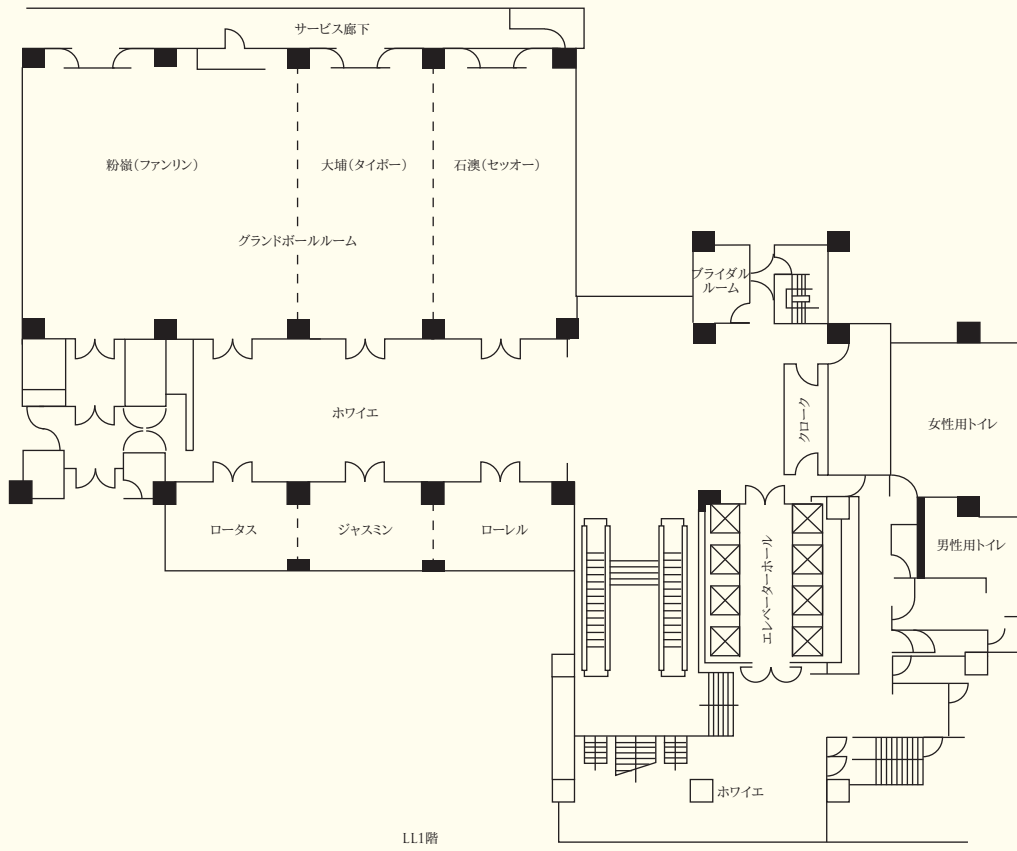 サービス廊下
粉嶺(ファンリン)
大埔(タイポー)
石澳(セッオー)
グランドボールルーム
ブライダル
ルーム
ホワイエ
クローク
女性用トイレ
ロータス
ジャスミン
ローレル
エレベーターホール
男性用トイレ
ホワイエ
LL1階